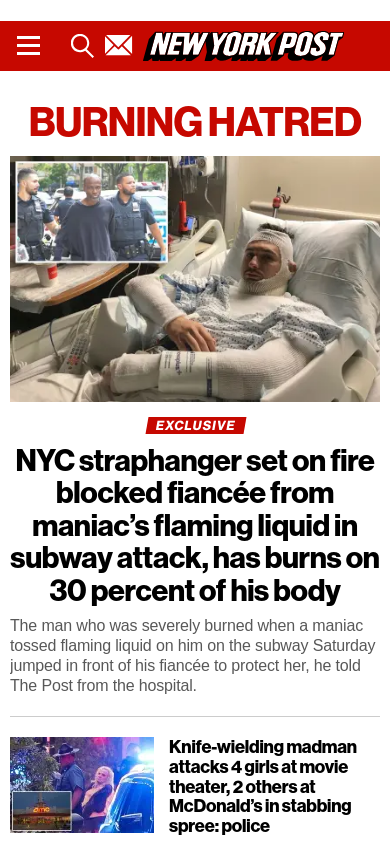 NEW YORK POST
BURNING HATRED
EXCLUSIVE
NYC straphanger set on fire
blocked fiancée from
maniac’s flaming liquid in
subway attack, has burns on
30 percent of his body
The man who was severely burned when a maniac
tossed flaming liquid on him on the subway Saturday
jumped in front of his fiancée to protect her, he told
The Post from the hospital.
Knife-wielding madman
attacks 4 girls at movie
theater, 2 others at
McDonald’s in stabbing
spree: police
amc